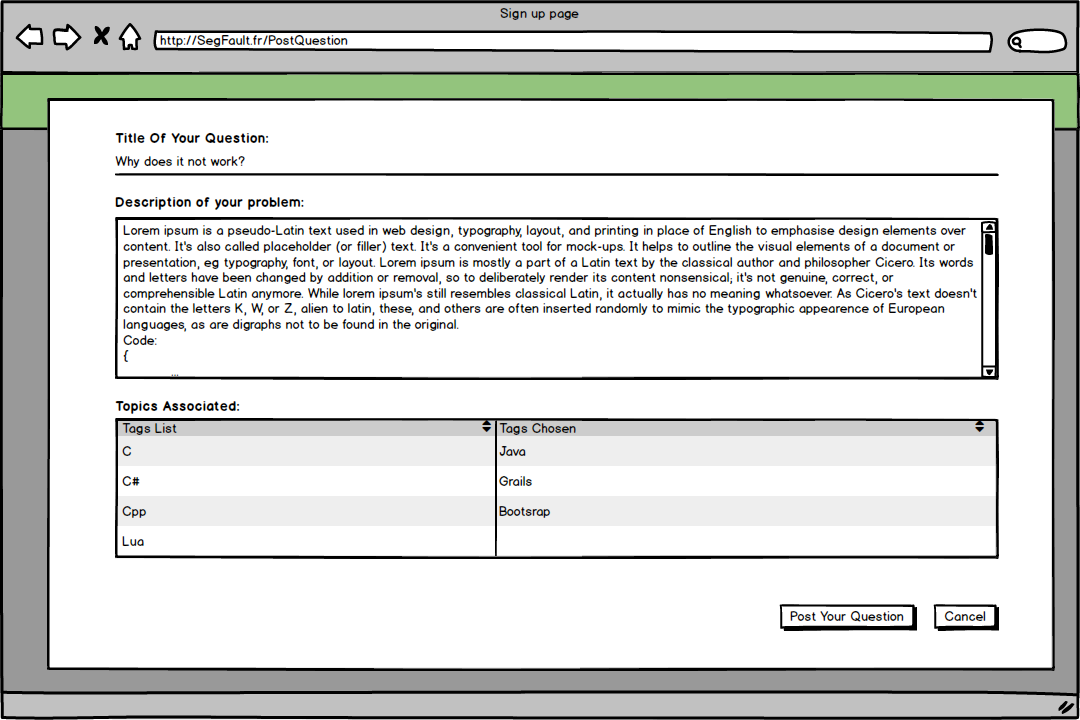 Sign up page
http://SegFault.fr/PostQuestion
Title Of Your Question:
Why does it not work?
Description of your problem:
Lorem ipsum is a pseudo-Latin text used in web design, typography, layout, and printing in place of English to emphasise design elements over
content. It's also called placeholder (or filler) text. It's a convenient tool for mock-ups. It helps to outline the visual elements of a document or
presentation, eg typography, font, or layout. Lorem ipsum is mostly a part of a Latin text by the classical author and philosopher Cicero. Its words
and letters have been changed by addition or removal, so to deliberately render its content nonsensical; it's not genuine, correct, or
comprehensible Latin anymore. While lorem ipsum's still resembles classical Latin, it actually has no meaning whatsoever. As Cicero's text doesn't
contain the letters K, W, or Z, alien to latin, these, and others are often inserted randomly to mimic the typographic appearence of European
languages, as are digraphs not to be found in the original.
Code:
{
...
Topics Associated:
Tags List Tags Chosen
C Java
C# Grails
Cpp Bootsrap
Lua
Post Your Question Cancel